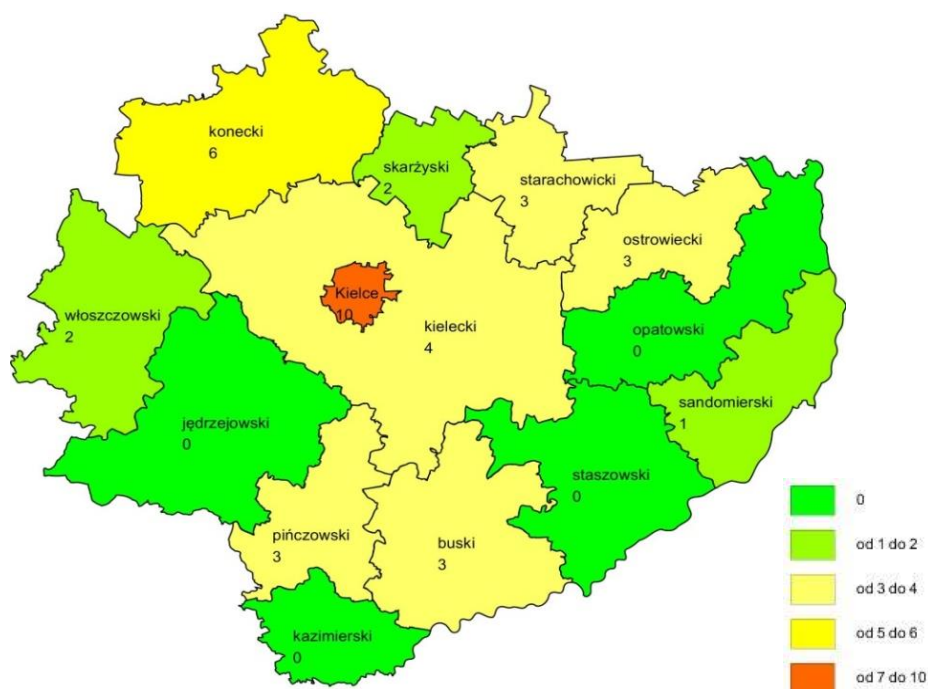 konecki
6
skarżyski
2
starachowicki
3
ostrowiecki
3
Kielce
10
włoszczowski
2
kielecki
4
opatowski
0
jędrzejowski
0
sandomierski
1
staszowski
0
pińczowski
3
buski
3
kazimierski
0
0
od 1 do 2
od 3 do 4
od 5 do 6
od 7 do 10